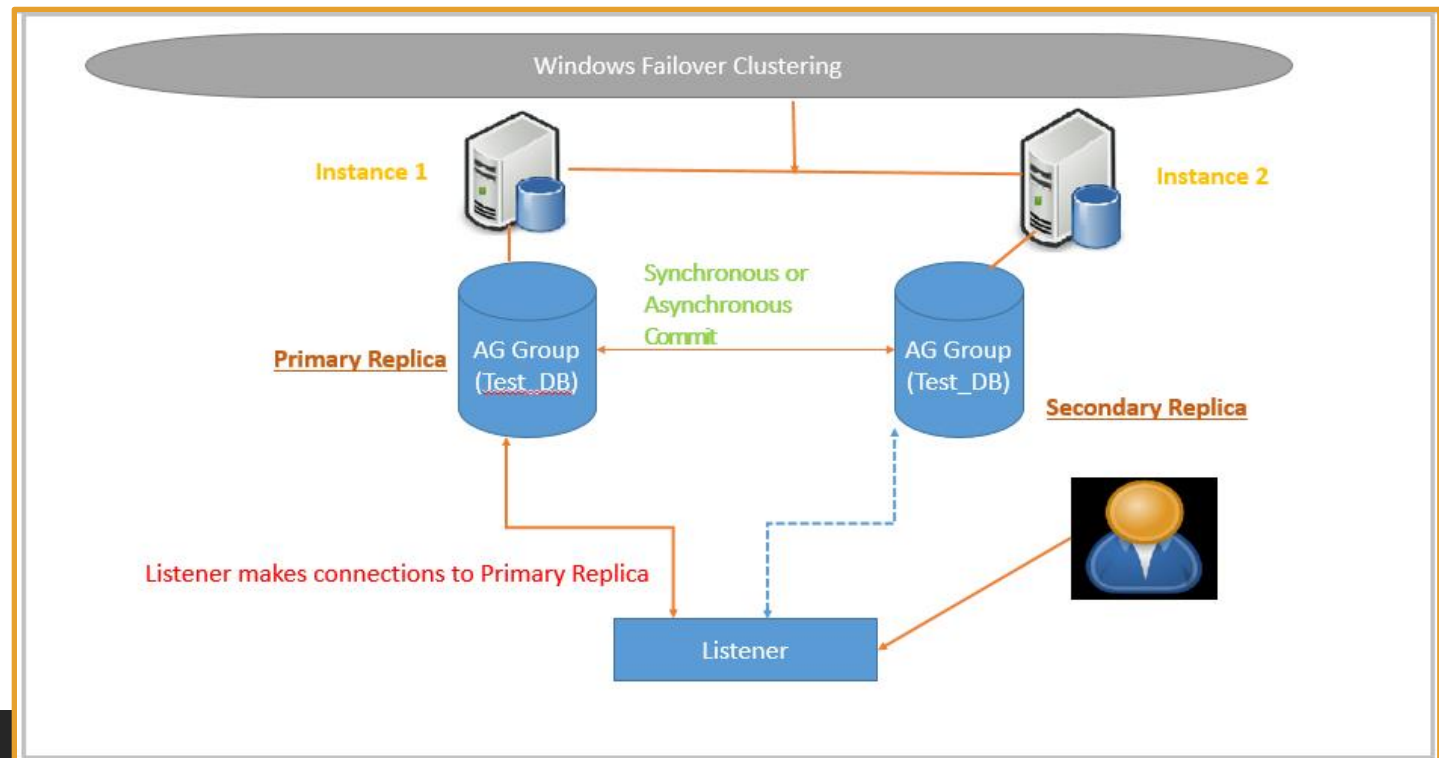 Windows Failover Clustering
Instance 1
Instance 2
Synchronous or
Asynchronous
Commit
Primary Replica
AG Group
(Test_DB)
AG Group
(Test_DB)
Secondary Replica
Listener makes connections to Primary Replica
Listener